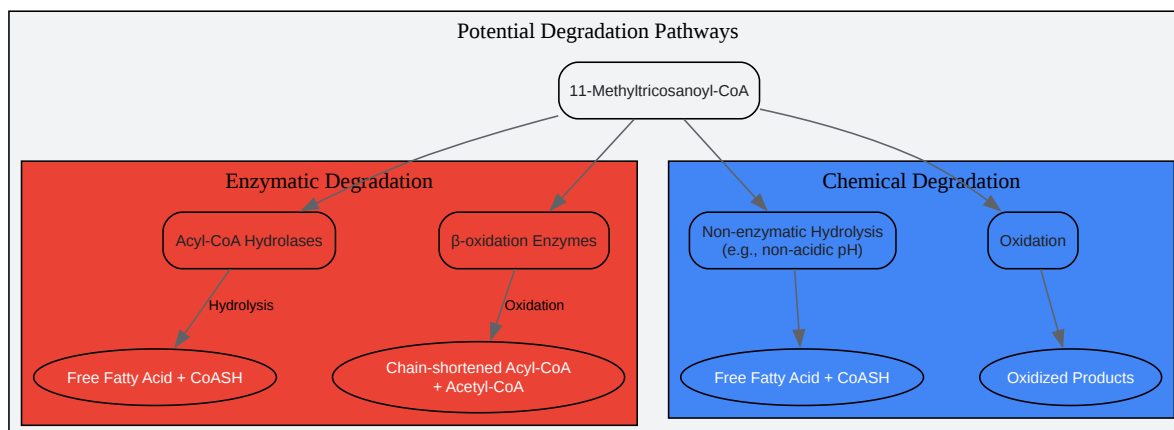 Potential Degradation Pathways
11-Methyltricosanoyl-CoA
Enzymatic Degradation
Chemical Degradation
Acyl-CoA Hydrolases
β-oxidation Enzymes
Non-enzymatic Hydrolysis
(e.g., non-acidic pH)
Oxidation
Hydrolysis
Oxidation
Free Fatty Acid + CoASH
Chain-shortened Acyl-CoA
+ Acetyl-CoA
Free Fatty Acid + CoASH
Oxidized Products